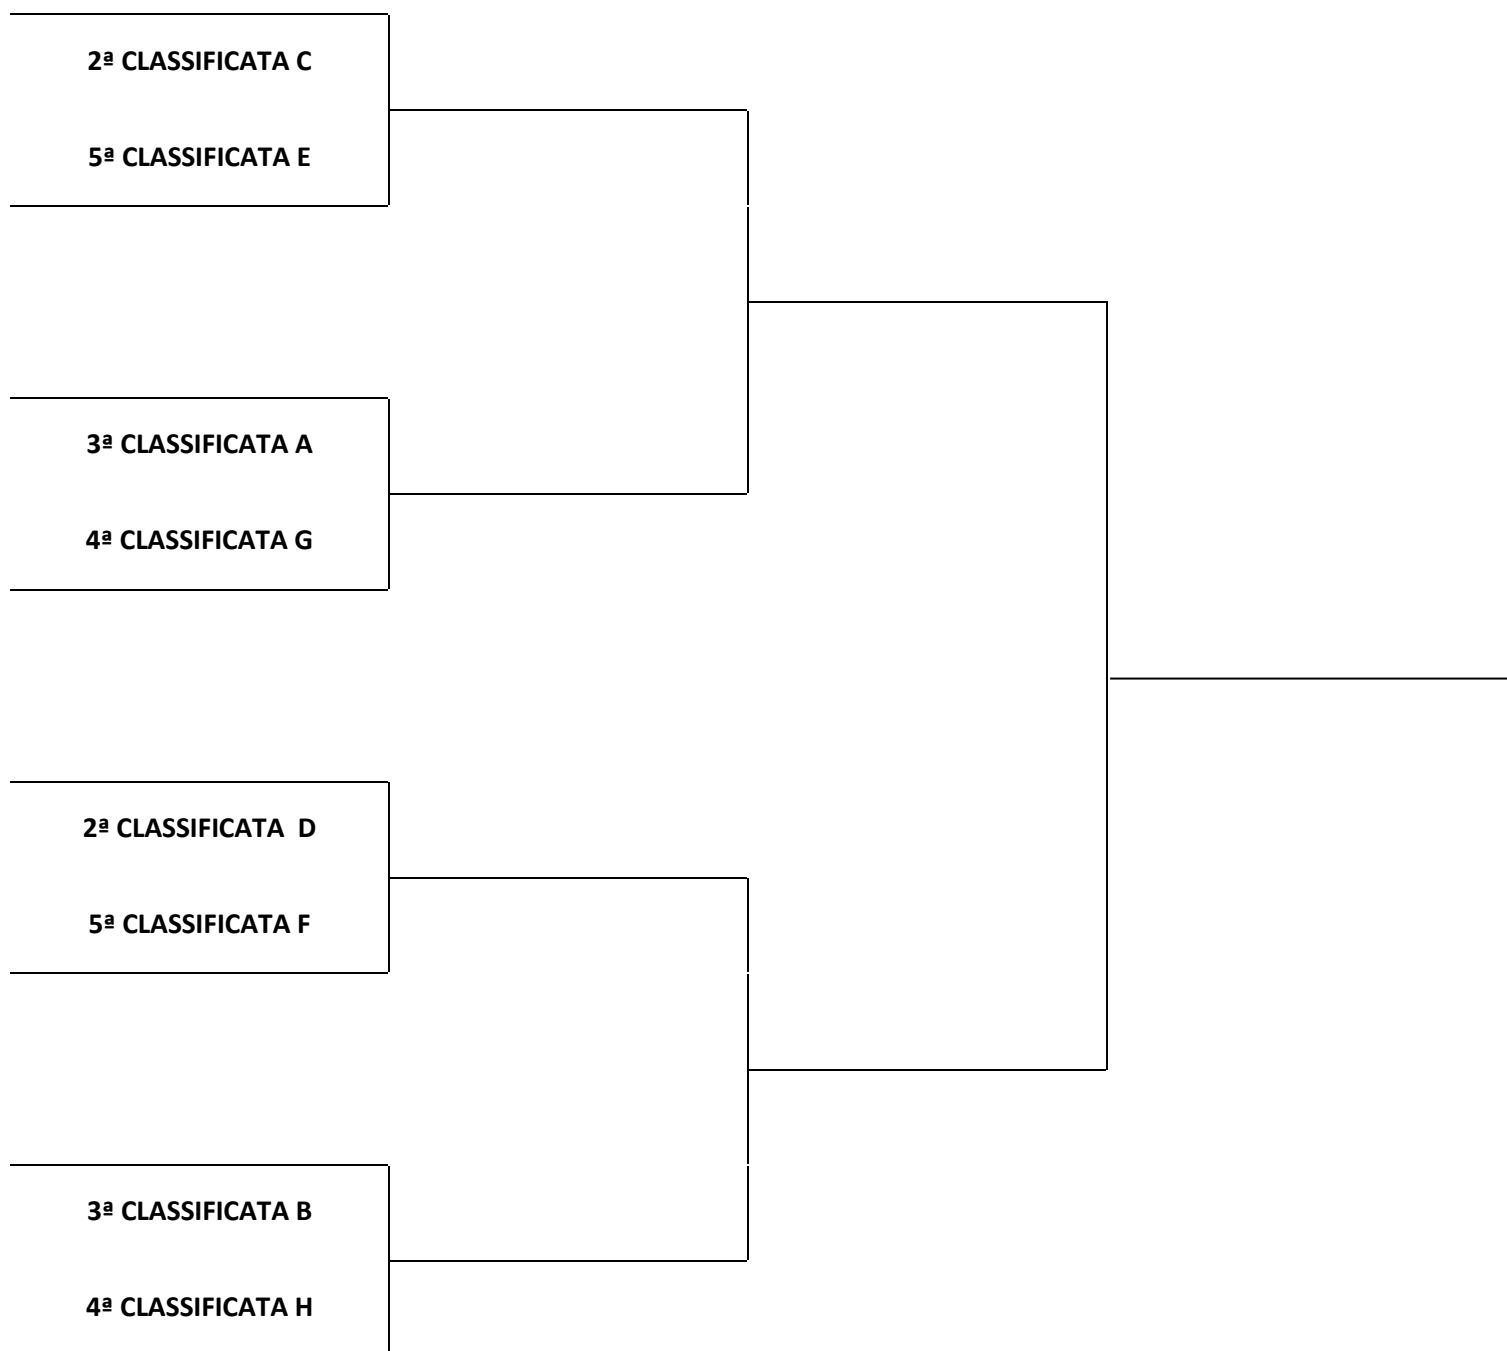 2ª CLASSIFICATA C
5ª CLASSIFICATA E
3ª CLASSIFICATA A
4ª CLASSIFICATA G
2ª CLASSIFICATA  D
5ª CLASSIFICATA F
3ª CLASSIFICATA B
4ª CLASSIFICATA H